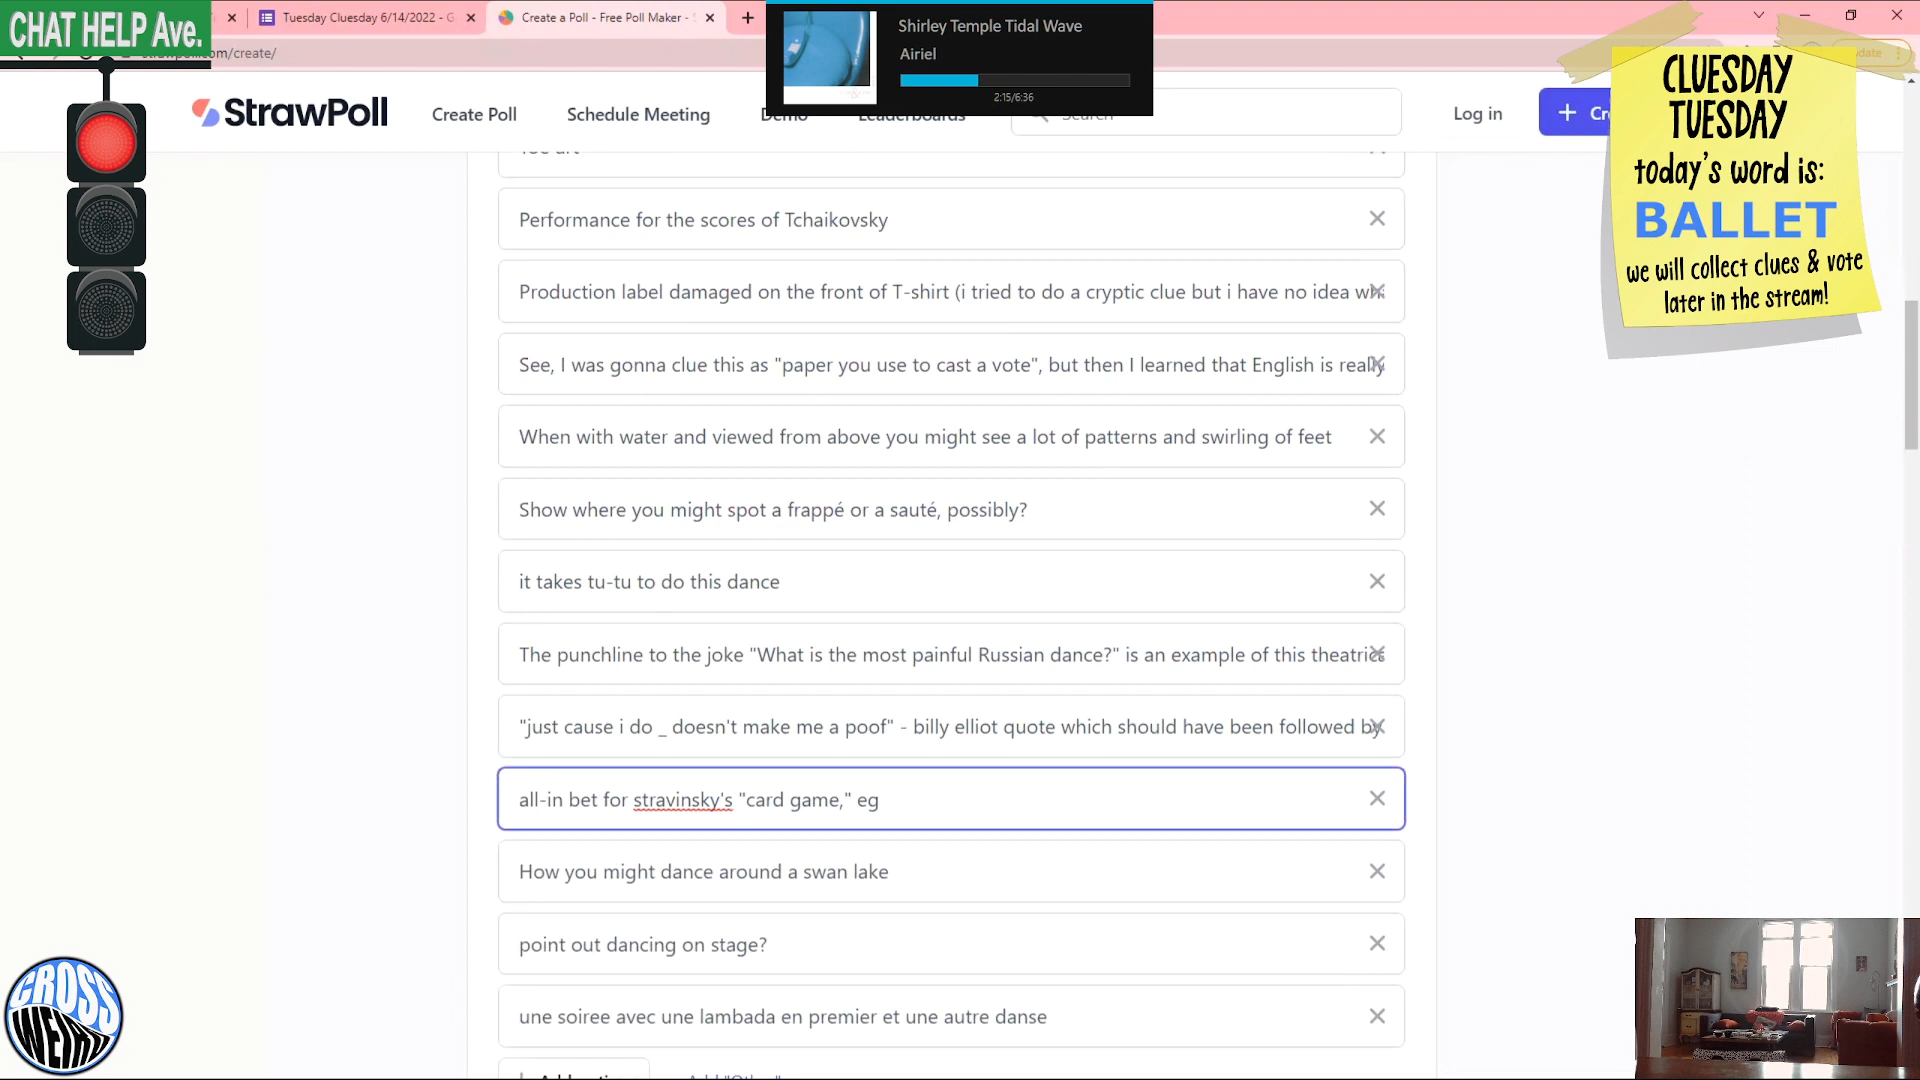 CHAT HELP Ave.
Tuesday Cluesday 6/14/2022 - G
Create a Poll - Free Poll Maker -
.com/create/
Shirley Temple Tidal Wave
Airiel
2:15/6:36
StrawPoll
Create Poll
Schedule Meeting
Demo
Leaderboards
Search
Log in
+
CLUESDAY
TUESDAY
today's word is:
BALLET
we will collect clues & vote
later in the stream!
Performance for the scores of Tchaikovsky
Production label damaged on the front of T-shirt (i tried to do a cryptic clue but i have no idea
See, I was gonna clue this as "paper you use to cast a vote", but then I learned that English is really
When with water and viewed from above you might see a lot of patterns and swirling of feet
Show where you might spot a frappé or a sauté, possibly?
it takes tu-tu to do this dance
The punchline to the joke "What is the most painful Russian dance?" is an example of this
"just cause i do _ doesn't make me a poof" - billy elliot quote which should have been followed by
all-in bet for stravinsky's "card game," eg
How you might dance around a swan lake
point out dancing on stage?
une soiree avec une lambada en premier et une autre danse
CROSS
WEIRD